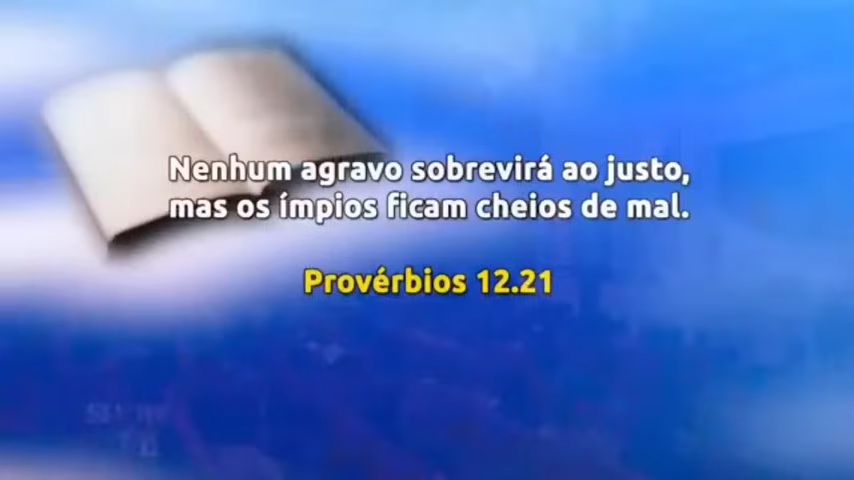 Nenhum agravo sobrevirá ao justo,
mas os ímpios ficam cheios de mal.
Provérbios 12.21